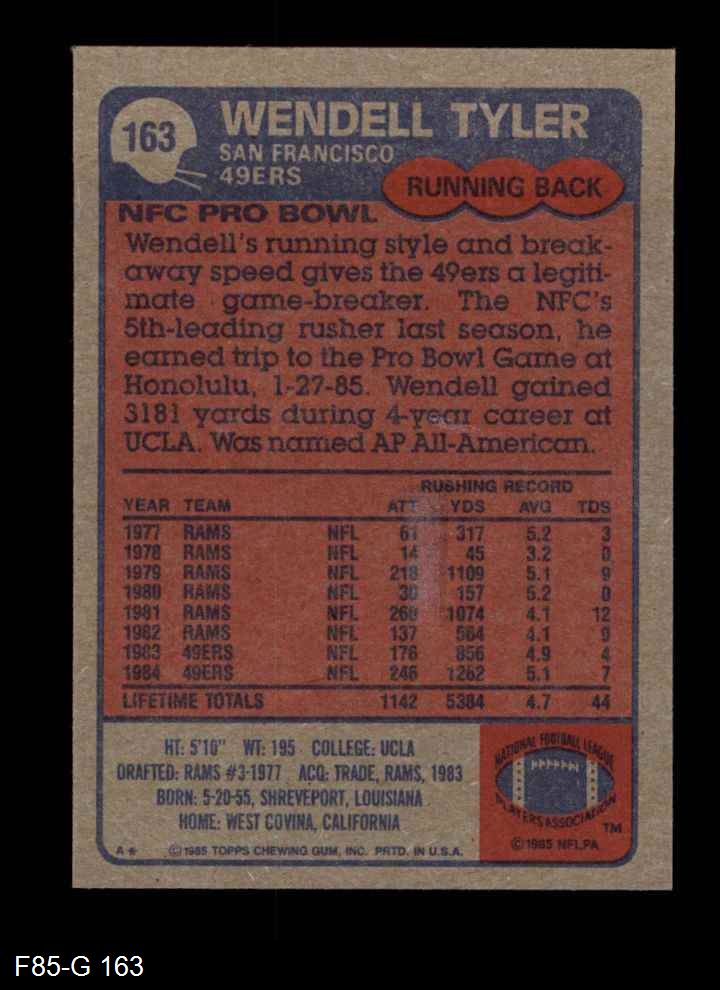 163
WENDELL TYLER
SAN FRANCISCO
49ERS
RUNNING BACK
NFC PRO BOWL
Wendell's running style and break-
away speed gives the 49ers a legiti-
mate game-breaker. The NFC's
5th-leading rusher last season, he
earned trip to the Pro Bowl Game at
Honolulu, 1-27-85. Wendell gained
3181 yards during 4-year career at
UCLA. Was named AP All-American.
RUSHING RECORD
YEAR TEAM ATT YDS AVG TDS
1977 RAMS NFL 61 317 5.2 3
1978 RAMS NFL 14 45 3.2 0
1979 RAMS NFL 218 1109 5.1 9
1980 RAMS NFL 30 157 5.2 0
1981 RAMS NFL 260 1074 4.1 12
1982 RAMS NFL 137 564 4.1 9
1983 49ERS NFL 176 856 4.9 4
1984 49ERS NFL 246 1262 5.1 7
LIFETIME TOTALS 1142 5384 4.7 44
HT: 5'10" WT: 195 COLLEGE: UCLA
DRAFTED: RAMS #3-1977 ACQ: TRADE, RAMS, 1983
BORN: 5-20-55, SHREVEPORT, LOUISIANA
HOME: WEST COVINA, CALIFORNIA
A* ©1985 TOPPS CHEWING GUM, INC. PRTD. IN U.S.A.
NATIONAL FOOTBALL LEAGUE
PLAYERS ASSOCIATION
TM
©1985 NFLPA
F85-G 163